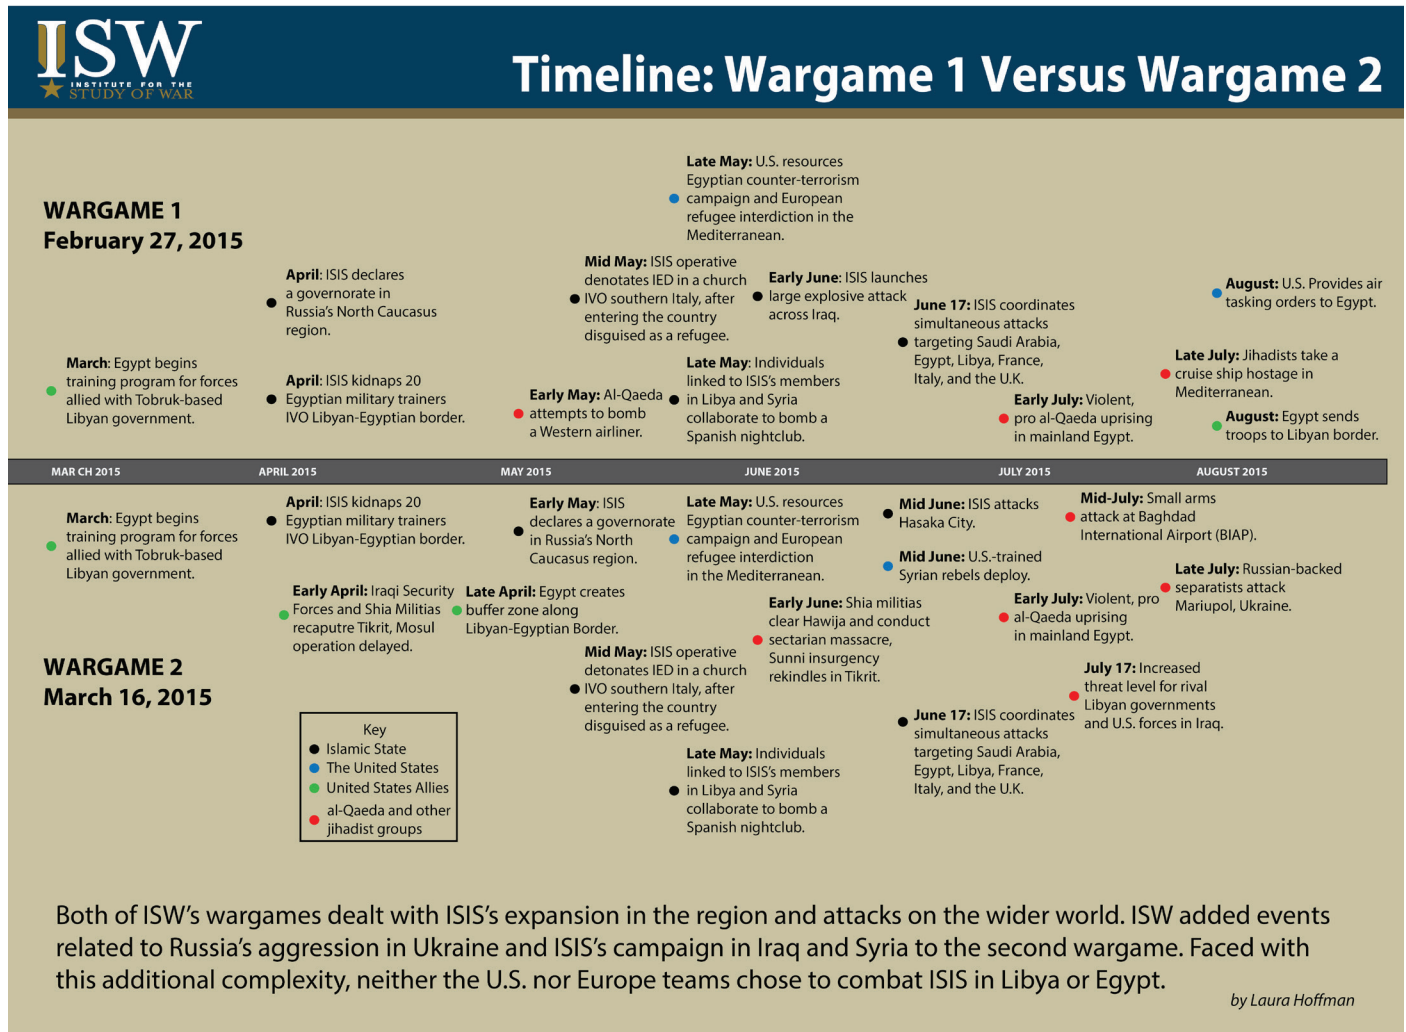 ISW
INSTITUTE FOR THE
STUDY OF WAR
Timeline: Wargame 1 Versus Wargame 2
WARGAME 1
February 27, 2015
March: Egypt begins
training program for forces
allied with Tobruk-based
Libyan government.
April: ISIS declares
a governorate in
Russia's North Caucasus
region.
April: ISIS kidnaps 20
Egyptian military trainers
IVO Libyan-Egyptian border.
Early May: Al-Qaeda
attempts to bomb
a Western airliner.
Mid May: ISIS operative
denotates IED in a church
IVO southern Italy, after
entering the country
disguised as a refugee.
Late May: U.S. resources
Egyptian counter-terrorism
campaign and European
refugee interdiction in the
Mediterranean.
Late May: Individuals
linked to ISIS's members
in Libya and Syria
collaborate to bomb a
Spanish nightclub.
Early June: ISIS launches
large explosive attack
across Iraq.
June 17: ISIS coordinates
simultaneous attacks
targeting Saudi Arabia,
Egypt, Libya, France,
Italy, and the U.K.
Early July: Violent,
pro al-Qaeda uprising
in mainland Egypt.
Late July: Jihadists take a
cruise ship hostage in
Mediterranean.
August: U.S. Provides air
tasking orders to Egypt.
August: Egypt sends
troops to Libyan border.
MAR CH 2015
APRIL 2015
MAY 2015
JUNE 2015
JULY 2015
AUGUST 2015
March: Egypt begins
training program for forces
allied with Tobruk-based
Libyan government.
April: ISIS kidnaps 20
Egyptian military trainers
IVO Libyan-Egyptian border.
Early April: Iraqi Security
Forces and Shia Militias
recaputre Tikrit, Mosul
operation delayed.
Late April: Egypt creates
buffer zone along
Libyan-Egyptian Border.
Early May: ISIS
declares a governorate
in Russia's North
Caucasus region.
Mid May: ISIS operative
detonates IED in a church
IVO southern Italy, after
entering the country
disguised as a refugee.
Late May: U.S. resources
Egyptian counter-terrorism
campaign and European
refugee interdiction
in the Mediterranean.
Late May: Individuals
linked to ISIS's members
in Libya and Syria
collaborate to bomb a
Spanish nightclub.
Early June: Shia militias
clear Hawija and conduct
sectarian massacre,
Sunni insurgency
rekindles in Tikrit.
Mid June: ISIS attacks
Hasaka City.
Mid June: U.S.-trained
Syrian rebels deploy.
June 17: ISIS coordinates
simultaneous attacks
targeting Saudi Arabia,
Egypt, Libya, France,
Italy, and the U.K.
Early July: Violent, pro
al-Qaeda uprising
in mainland Egypt.
Mid-July: Small arms
attack at Baghdad
International Airport (BIAP).
July 17: Increased
threat level for rival
Libyan governments
and U.S. forces in Iraq.
Late July: Russian-backed
separatists attack
Mariupol, Ukraine.
WARGAME 2
March 16, 2015
Key
Islamic State
The United States
United States Allies
al-Qaeda and other
jihadist groups
Both of ISW's wargames dealt with ISIS's expansion in the region and attacks on the wider world. ISW added events
related to Russia's aggression in Ukraine and ISIS's campaign in Iraq and Syria to the second wargame. Faced with
this additional complexity, neither the U.S. nor Europe teams chose to combat ISIS in Libya or Egypt.
by Laura Hoffman